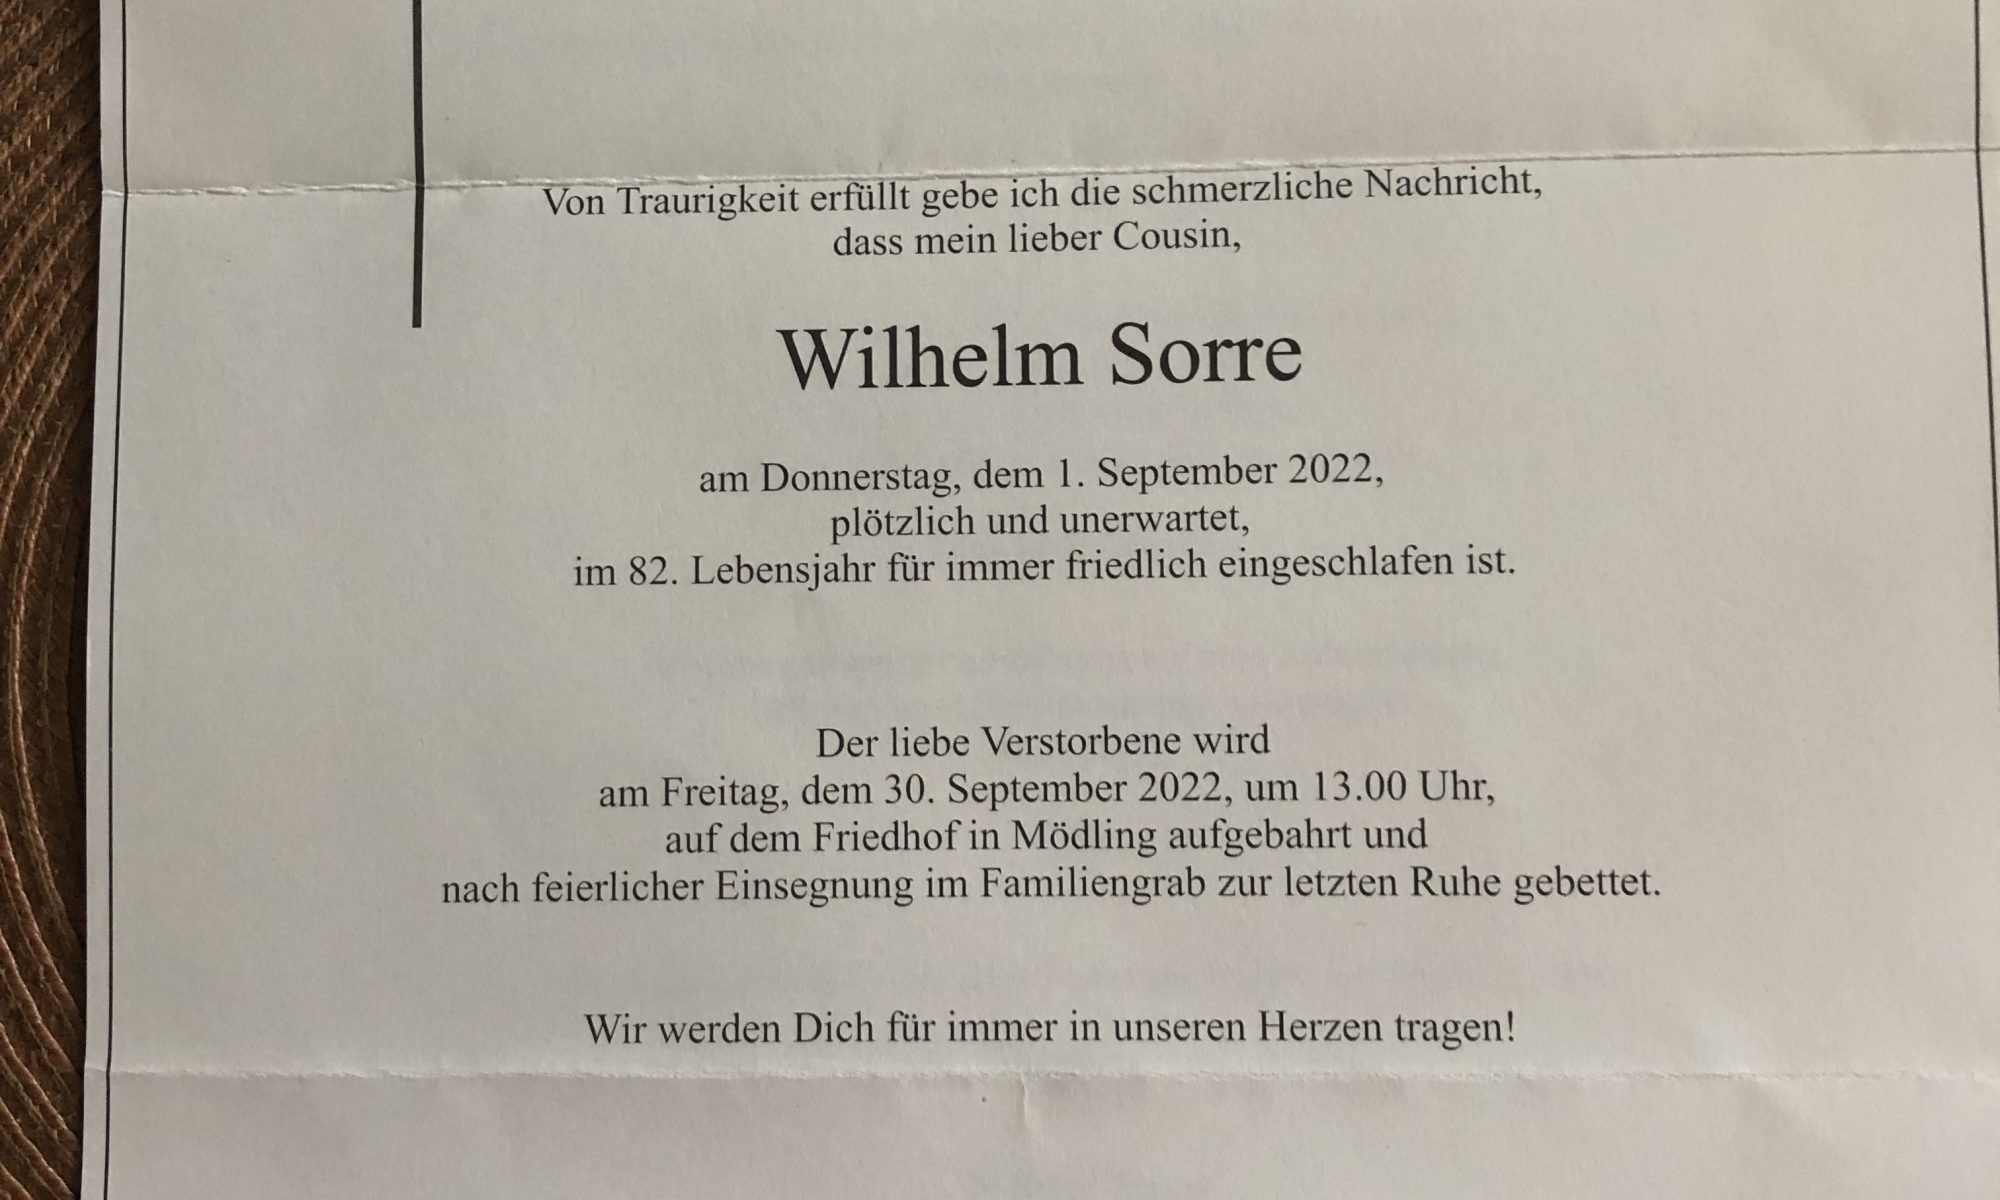 Von Traurigkeit erfüllt gebe ich die schmerzliche Nachricht,
dass mein lieber Cousin,
Wilhelm Sorre
am Donnerstag, dem 1. September 2022,
plötzlich und unerwartet,
im 82. Lebensjahr für immer friedlich eingeschlafen ist.
Der liebe Verstorbene wird
am Freitag, dem 30. September 2022, um 13.00 Uhr,
auf dem Friedhof in Mödling aufgebahrt und
nach feierlicher Einsegnung im Familiengrab zur letzten Ruhe gebettet.
Wir werden Dich für immer in unseren Herzen tragen!